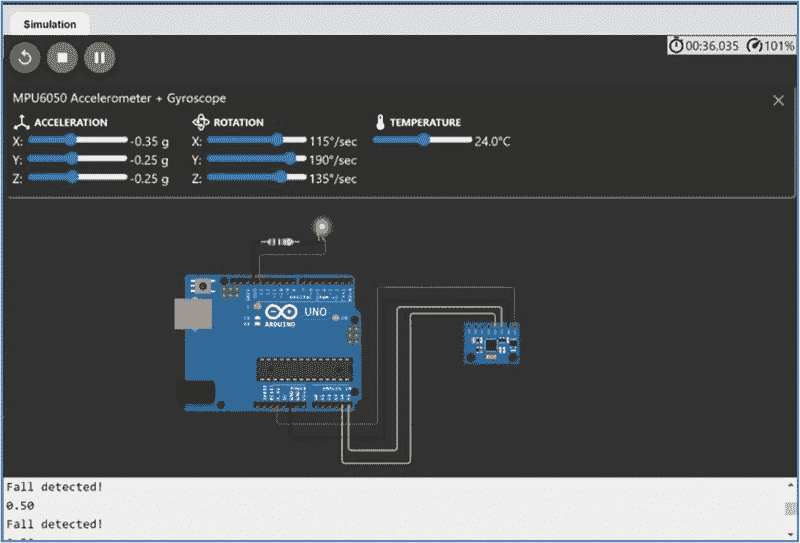 Simulation
00:36.035 101%
MPU6050 Accelerometer + Gyroscope
ACCELERATION ROTATION TEMPERATURE
X: -0.35 g X: 115°/sec 24.0°C
Y: -0.25 g Y: 190°/sec
Z: -0.25 g Z: 135°/sec
UNO
ARDUINO
Fall detected!
0.50
Fall detected!